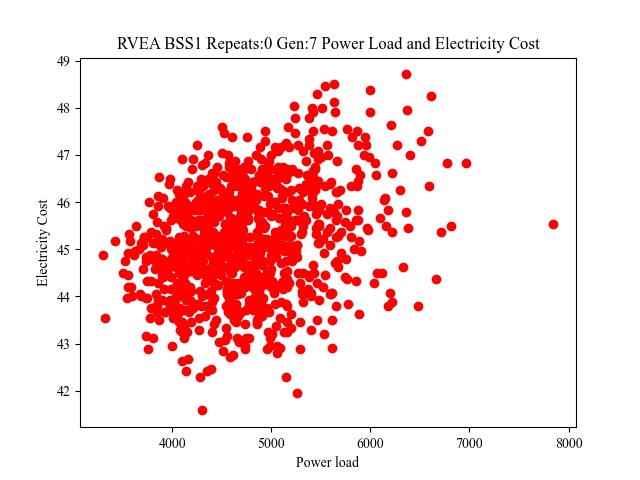 RVEA BSS1 Repeats:0 Gen:7 Power Load and Electricity Cost
49
48
47
46
45
44
43
42
Electricity Cost
4000 5000 6000 7000 8000
Power load